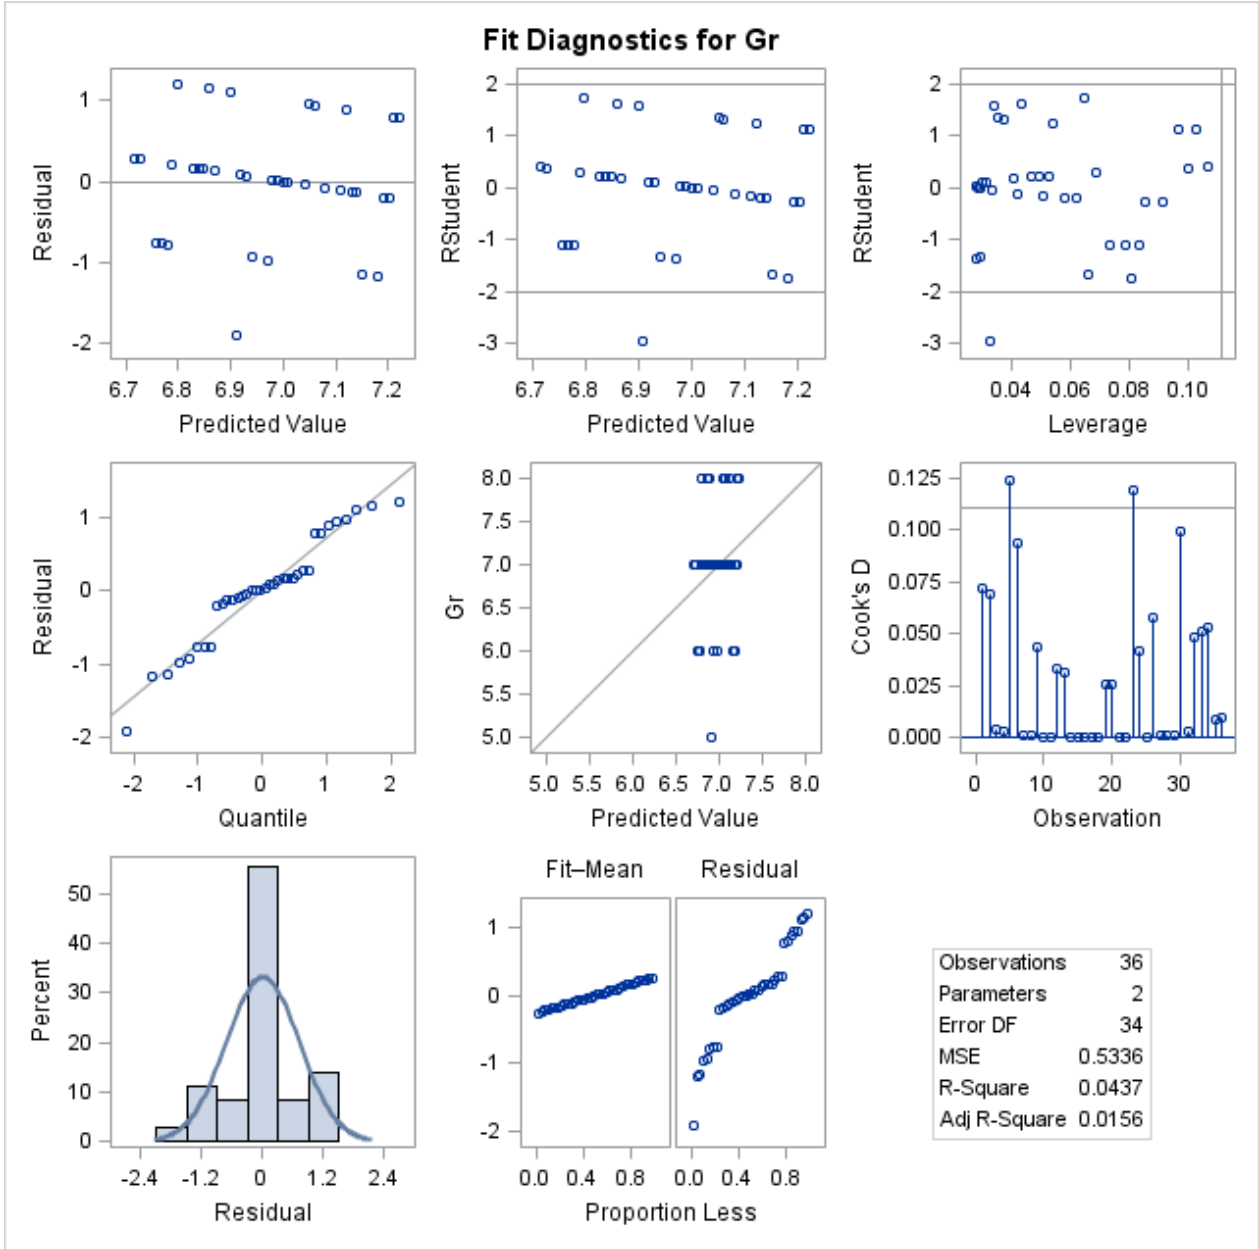 Fit Diagnostics for Gr
1
0
-1
-2
Residual
6.7 6.8 6.9 7.0 7.1 7.2
Predicted Value
2
1
0
-1
-2
-3
RStudent
6.7 6.8 6.9 7.0 7.1 7.2
Predicted Value
2
1
0
-1
-2
-3
RStudent
0.04 0.06 0.08 0.10
Leverage
1
0
-1
-2
Residual
-2 -1 0 1 2
Quantile
8.0
7.5
7.0
6.5
6.0
5.5
5.0
Gr
5.0 5.5 6.0 6.5 7.0 7.5 8.0
Predicted Value
0.125
0.100
0.075
0.050
0.025
0.000
Cook's D
0 10 20 30
Observation
50
40
30
20
10
0
Percent
-2.4 -1.2 0 1.2 2.4
Residual
Fit–Mean Residual
1
0
-1
-2
0.0 0.4 0.8 0.0 0.4 0.8
Proportion Less
Observations 36
Parameters 2
Error DF 34
MSE 0.5336
R-Square 0.0437
Adj R-Square 0.0156